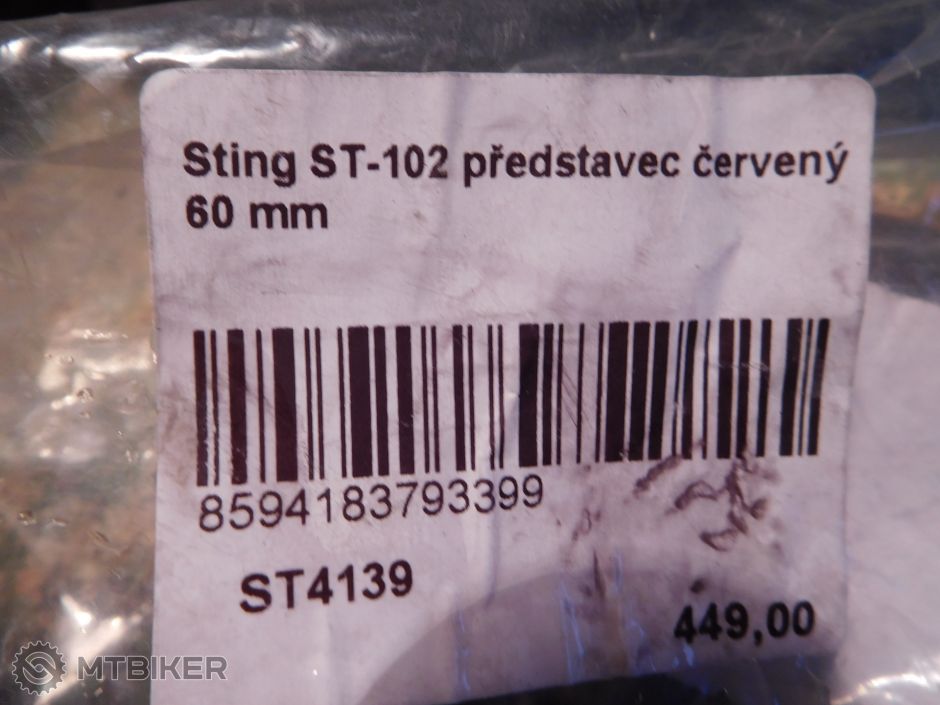 Sting ST-102 představec červený
60 mm
8594183793399
ST4139
449,00
MTBIKER